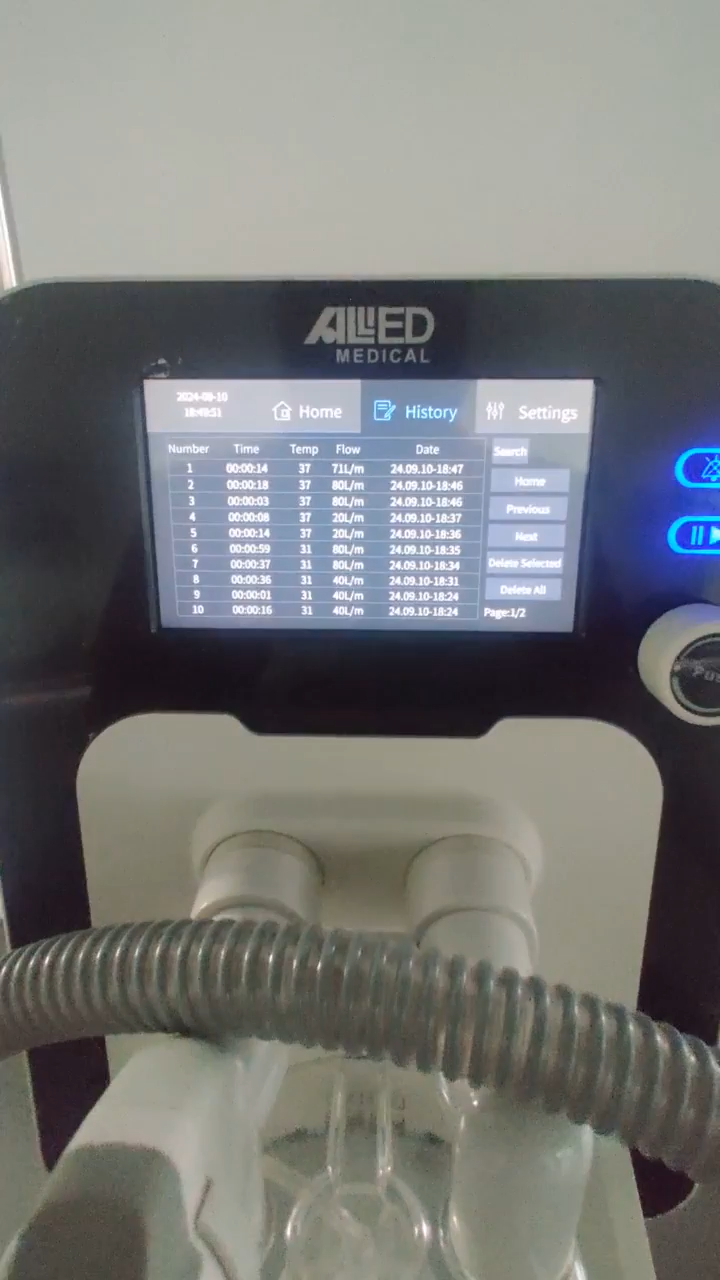 ALLIED
MEDICAL
18:49:51
Home
History
Settings
Number Time Temp Flow Date
Search
1 00:00:14 37 71L/m 24.09.10-18:47
2 00:00:18 37 80L/m 24.09.10-18:46
Home
3 00:00:03 37 80L/m 24.09.10-18:46
4 00:00:08 37 20L/m 24.09.10-18:37
Previous
5 00:00:14 37 20L/m 24.09.10-18:36
Next
6 00:00:59 31 80L/m 24.09.10-18:35
7 00:00:37 31 80L/m 24.09.10-18:34
Delete Selected
8 00:00:36 31 40L/m 24.09.10-18:31
Delete All
9 00:00:01 31 40L/m 24.09.10-18:24
10 00:00:16 31 40L/m 24.09.10-18:24
Page:1/2